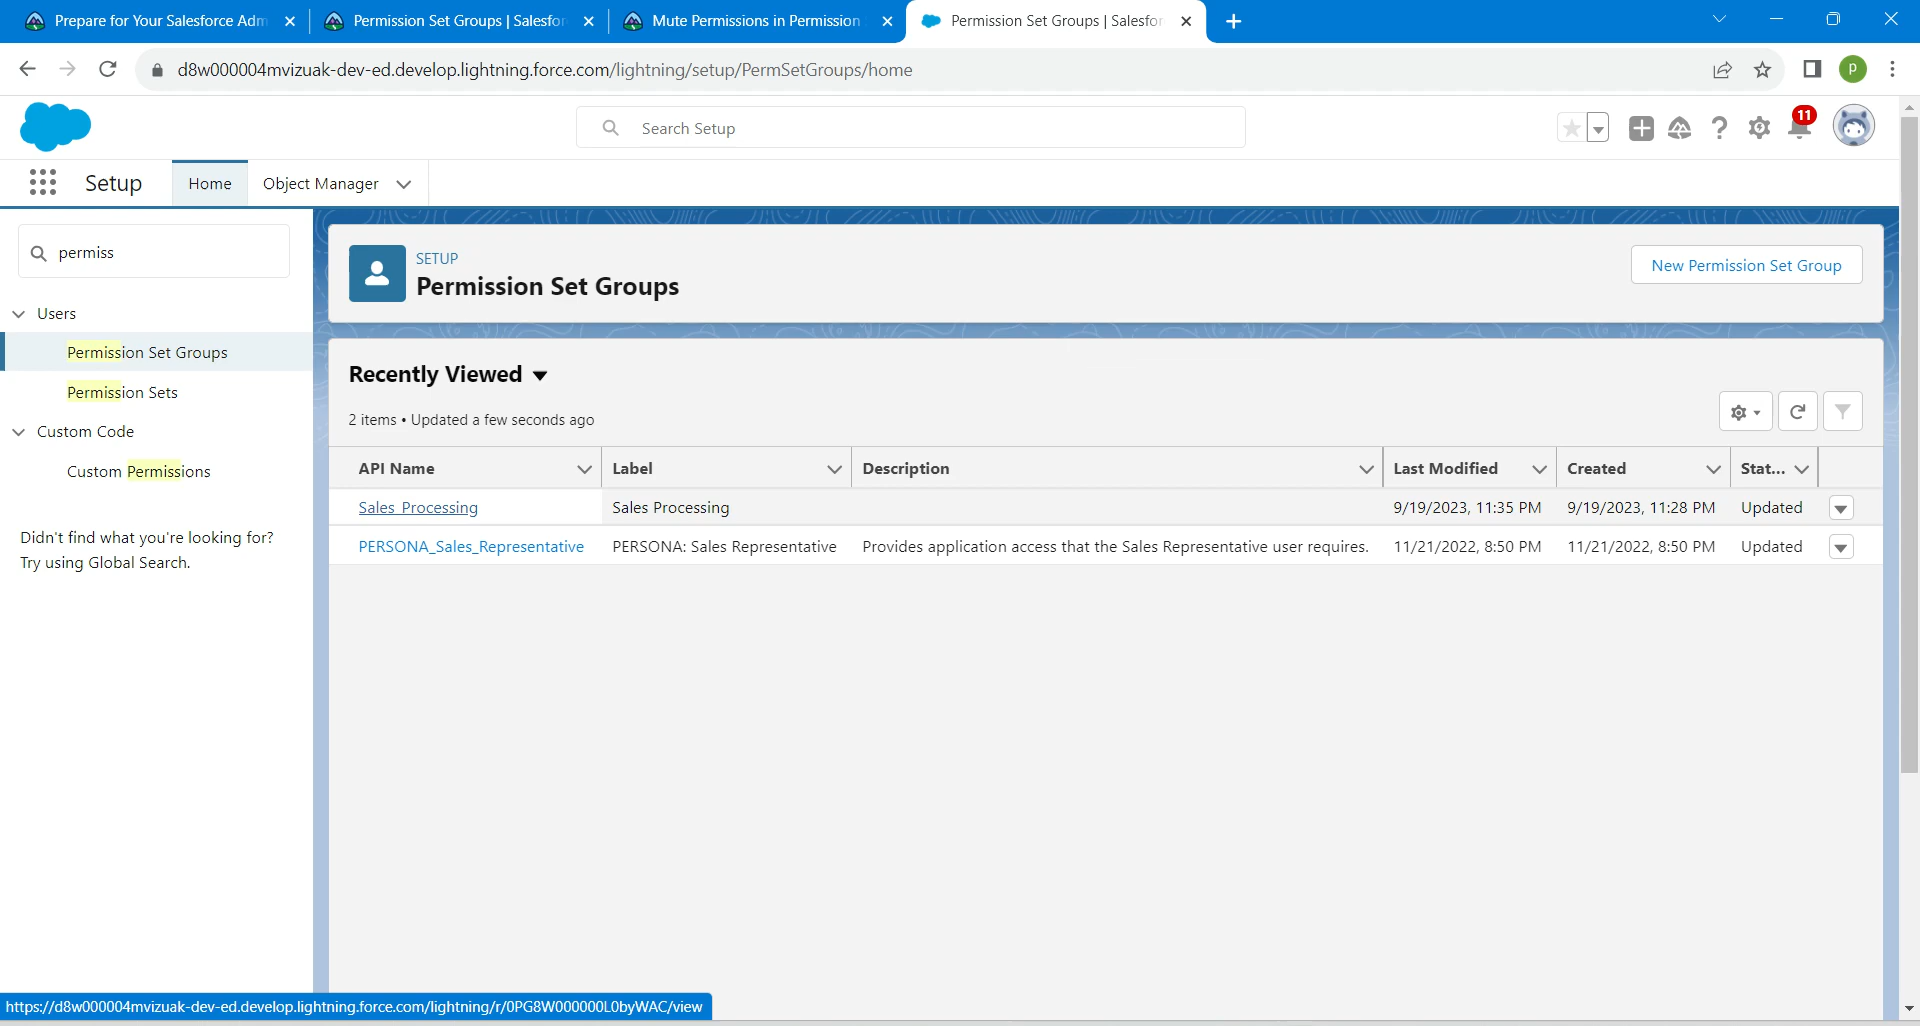 Prepare for Your Salesforce Adm
Permission Set Groups | Salesfor
Mute Permissions in Permission
Permission Set Groups | Salesfor
d8w000004mvizuak-dev-ed.develop.lightning.force.com/lightning/setup/PermSetGroups/home
p
Search Setup
11
Setup
Home
Object Manager
permiss
Users
Permission Set Groups
Permission Sets
Custom Code
Custom Permissions
Didn't find what you're looking for?
Try using Global Search.
SETUP
Permission Set Groups
New Permission Set Group
Recently Viewed
2 items • Updated a few seconds ago
API Name Label Description Last Modified Created Stat...
Sales_Processing Sales Processing 9/19/2023, 11:35 PM 9/19/2023, 11:28 PM Updated
PERSONA_Sales_Representative PERSONA: Sales Representative Provides application access that the Sales Representative user requires. 11/21/2022, 8:50 PM 11/21/2022, 8:50 PM Updated
https://d8w000004mvizuak-dev-ed.develop.lightning.force.com/lightning/r/0PG8W000000L0byWAC/view